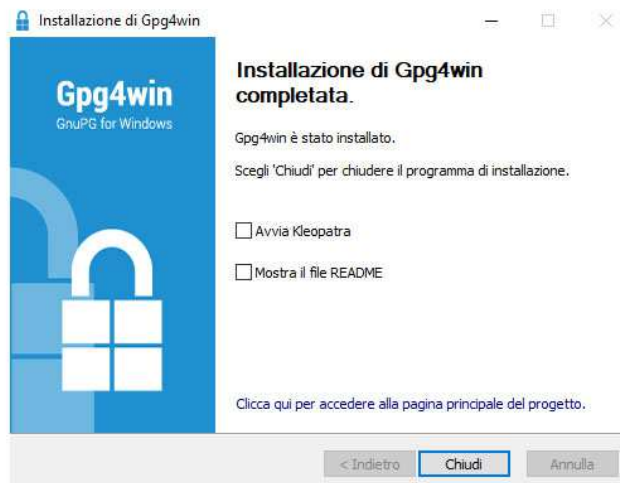 Installazione di Gpg4win
Gpg4win
GnuPG for Windows
Installazione di Gpg4win
completata.
Gpg4win è stato installato.
Scegli 'Chiudi' per chiudere il programma di installazione.
Avvia Kleopatra
Mostra il file README
Clicca qui per accedere alla pagina principale del progetto.
< Indietro
Chiudi
Annulla